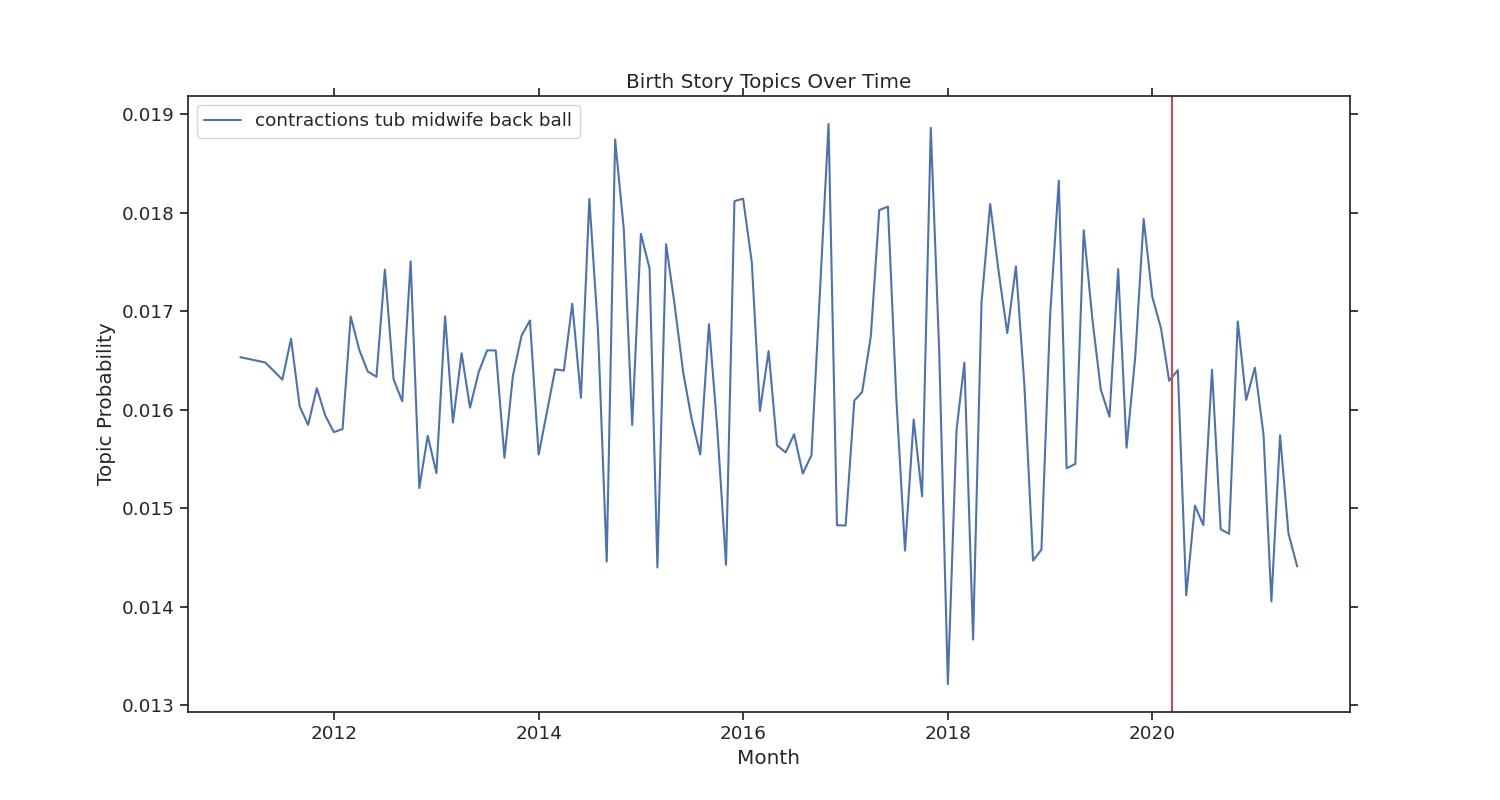 Birth Story Topics Over Time
contractions tub midwife back ball
Topic Probability
0.019
0.018
0.017
0.016
0.015
0.014
0.013
2012 2014 2016 2018 2020
Month